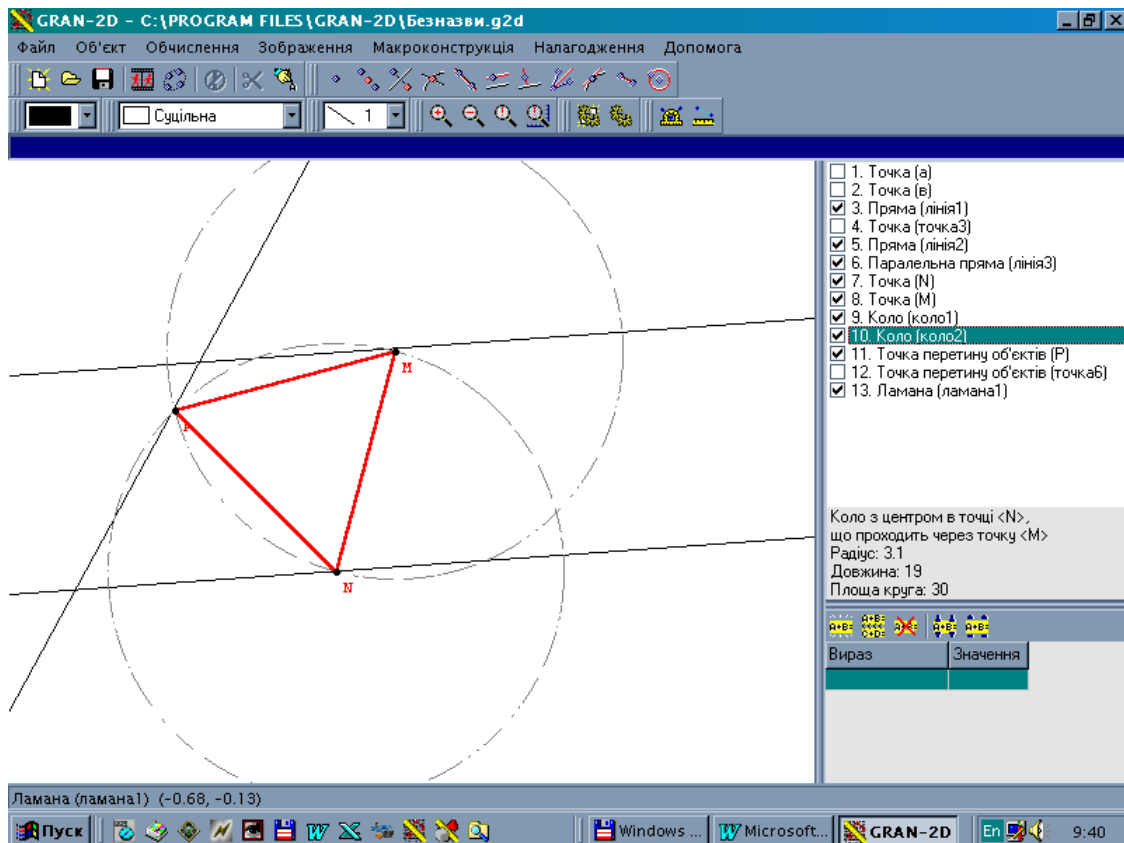 GRAN-2D - C:\PROGRAM FILES\GRAN-2D\Безназви.g2d
Файл Об'єкт Обчислення Зображення Макроконструкція Налагодження Допомога
Суцільна 1
1. Точка (а)
2. Точка (в)
3. Пряма (лінія1)
4. Точка (точка3)
5. Пряма (лінія2)
6. Паралельна пряма (лінія3)
7. Точка (N)
8. Точка (M)
9. Коло (коло1)
10. Коло (коло2)
11. Точка перетину об'єктів (P)
12. Точка перетину об'єктів (точка6)
13. Ламана (ламана1)
M
P
N
Коло з центром в точці <N>,
що проходить через точку <M>
Радіус: 3.1
Довжина: 19
Площа круга: 30
A+B= A+B= C+D= A+B= A+B= A+B=
Вираз Значення
Ламана (ламана1) (-0.68, -0.13)
Пуск Windows ... Microsoft... GRAN-2D En 9:40